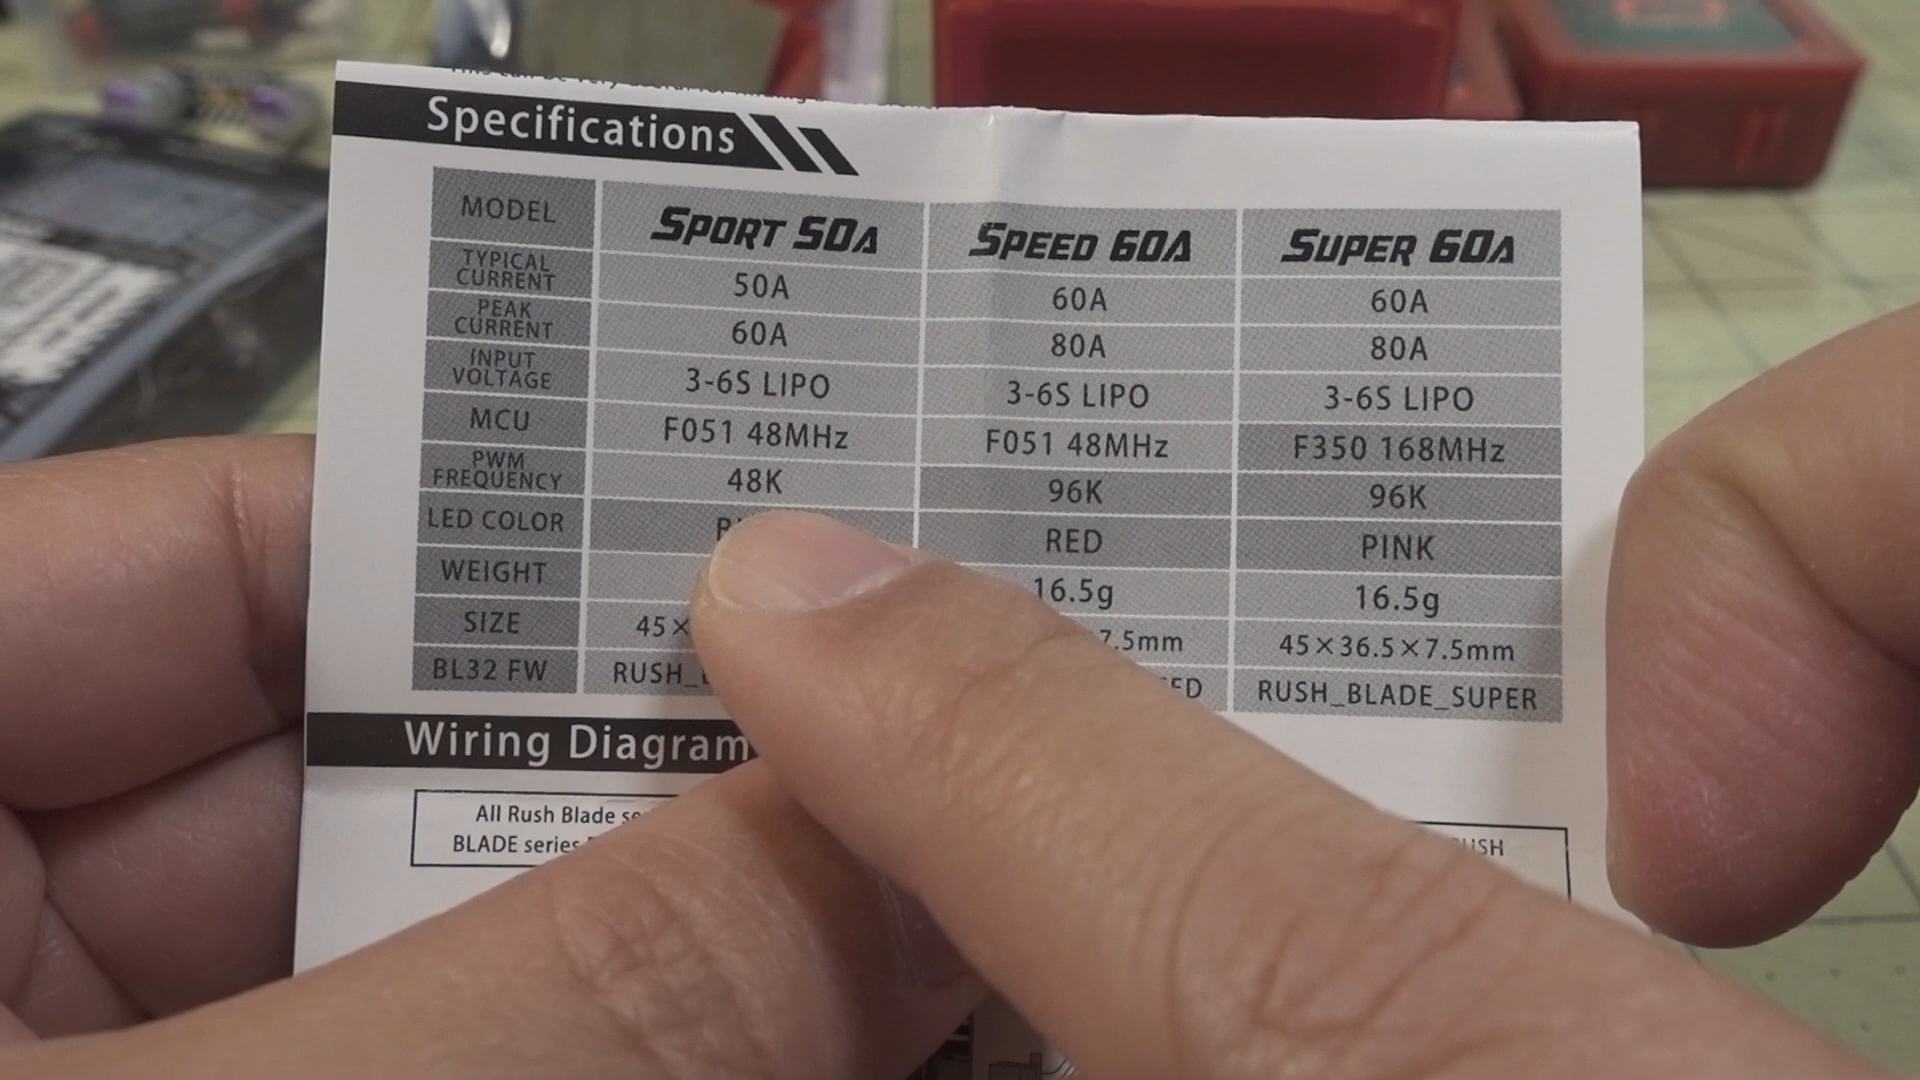 Specifications
MODEL SPORT 50A SPEED 60A SUPER 60A
TYPICAL CURRENT 50A 60A 60A
PEAK CURRENT 60A 80A 80A
INPUT VOLTAGE 3-6S LIPO 3-6S LIPO 3-6S LIPO
MCU F051 48MHz F051 48MHz F350 168MHz
PWM FREQUENCY 48K 96K 96K
LED COLOR RED PINK
WEIGHT 16.5g 16.5g
SIZE 45× 7.5mm 45×36.5×7.5mm
BL32 FW RUSH_ RUSH_BLADE_SUPER
Wiring Diagram
All Rush Blade
BLADE series